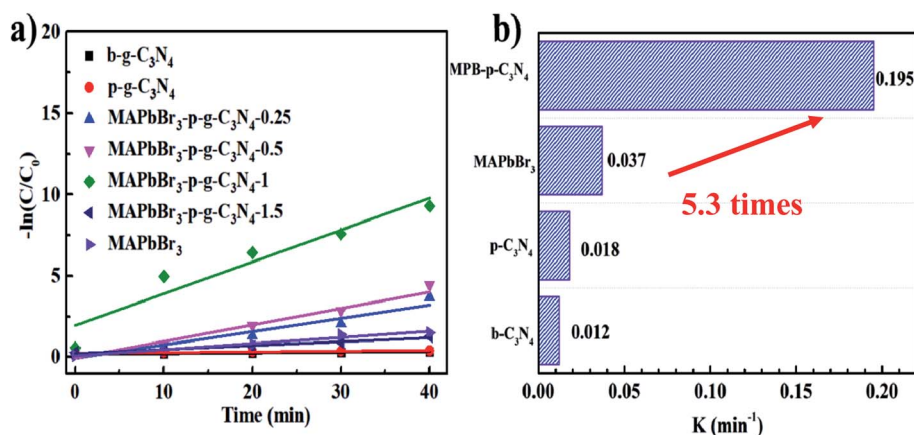 a)
-ln(C/C₀)
20
15
10
5
0
b-g-C₃N₄
p-g-C₃N₄
MAPbBr₃-p-g-C₃N₄-0.25
MAPbBr₃-p-g-C₃N₄-0.5
MAPbBr₃-p-g-C₃N₄-1
MAPbBr₃-p-g-C₃N₄-1.5
MAPbBr₃
0 10 20 30 40
Time (min)
b)
MPB-p-C₃N₄
0.195
MAPbBr₃
0.037
5.3 times
p-C₃N₄
0.018
b-C₃N₄
0.012
0.00 0.05 0.10 0.15 0.20
K (min⁻¹)